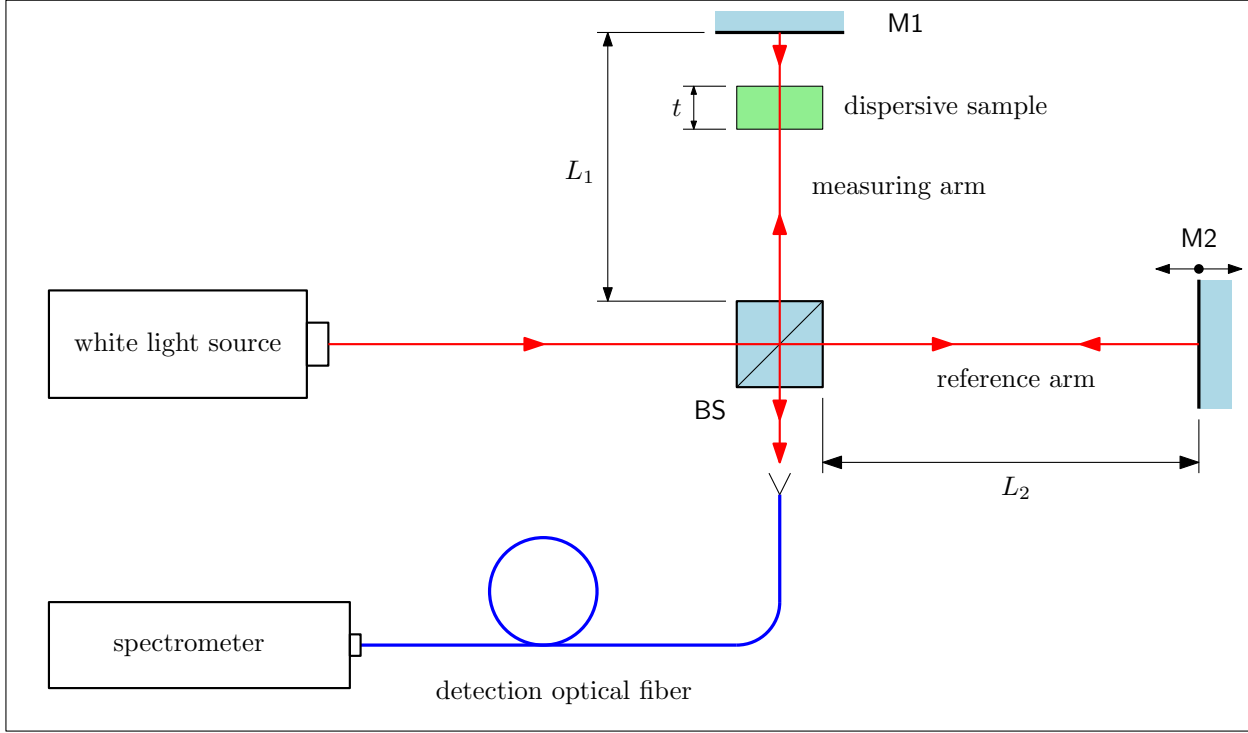 M1
t
dispersive sample
L₁
measuring arm
M2
white light source
reference arm
BS
L₂
spectrometer
detection optical fiber